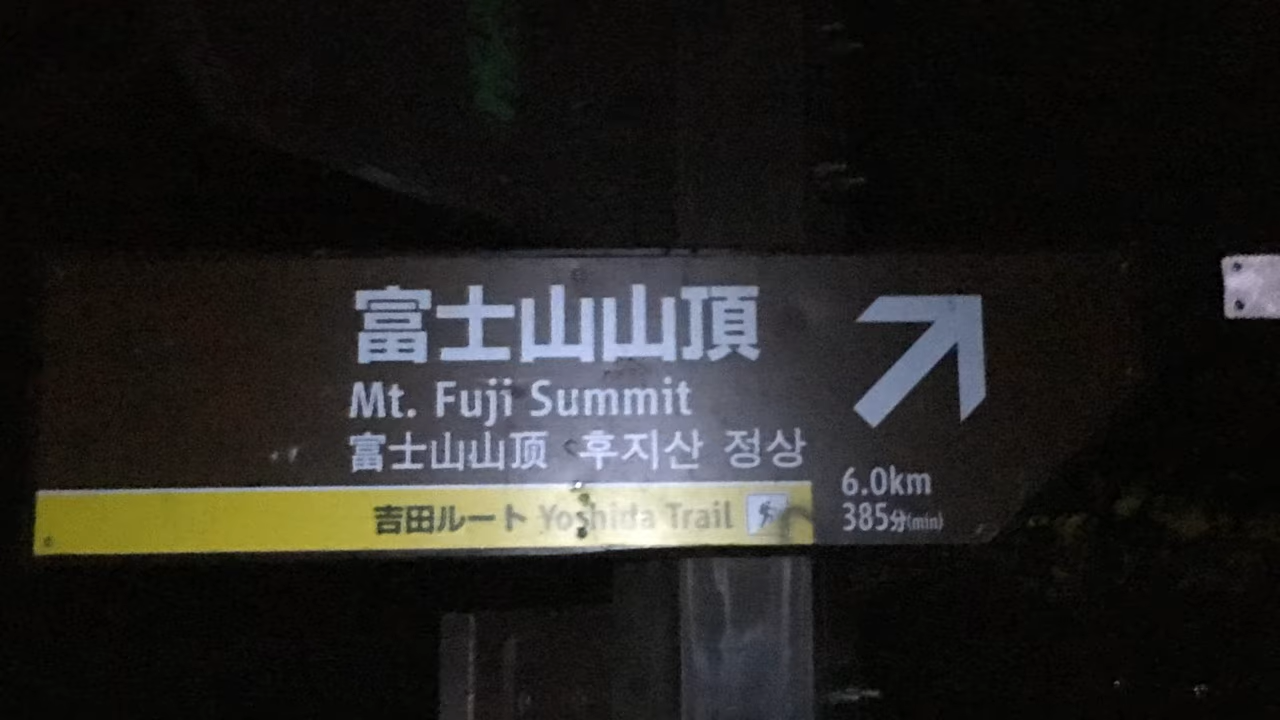 富士山山頂
Mt. Fuji Summit
富士山山顶 후지산 정상
吉田ルート Yoshida Trail
6.0km
385分(min)